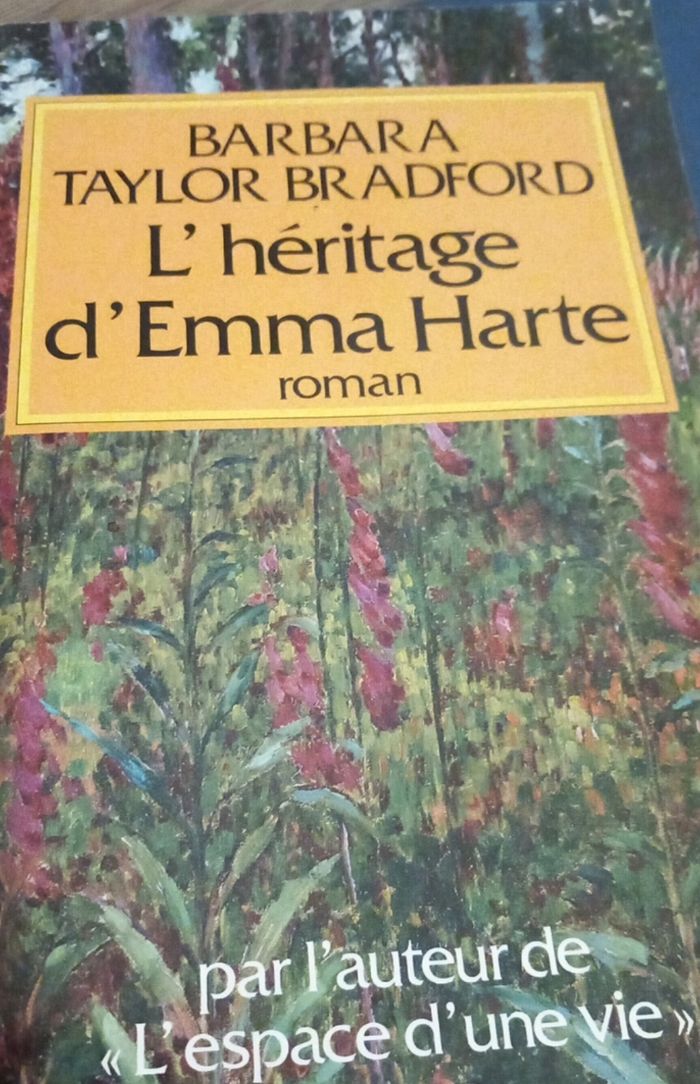 BARBARA
TAYLOR BRADFORD
L' héritage
d'Emma Harte
roman
par l'auteur de
« L'espace d'une vie »